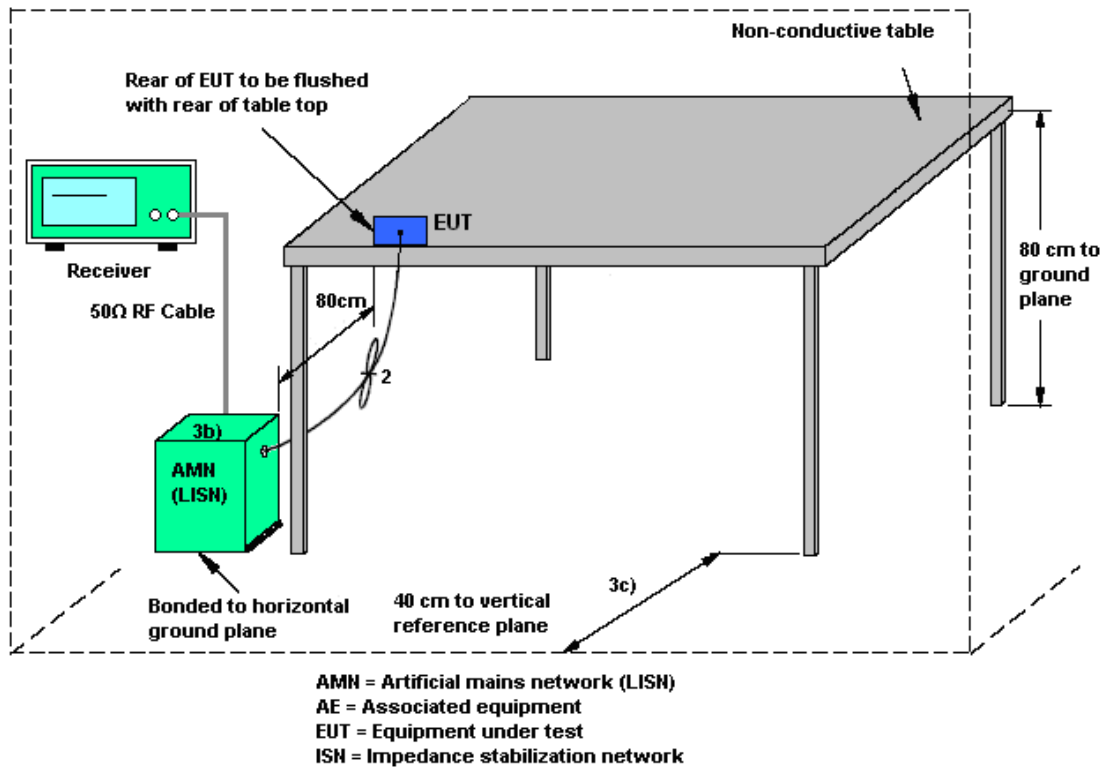 Non-conductive table
Rear of EUT to be flushed
with rear of table top
EUT
Receiver
80cm
80 cm to
ground
plane
50Ω RF Cable
2
3b)
AMN
(LISN)
3c)
Bonded to horizontal
ground plane
40 cm to vertical
reference plane
AMN = Artificial mains network (LISN)
AE = Associated equipment
EUT = Equipment under test
ISN = Impedance stabilization network